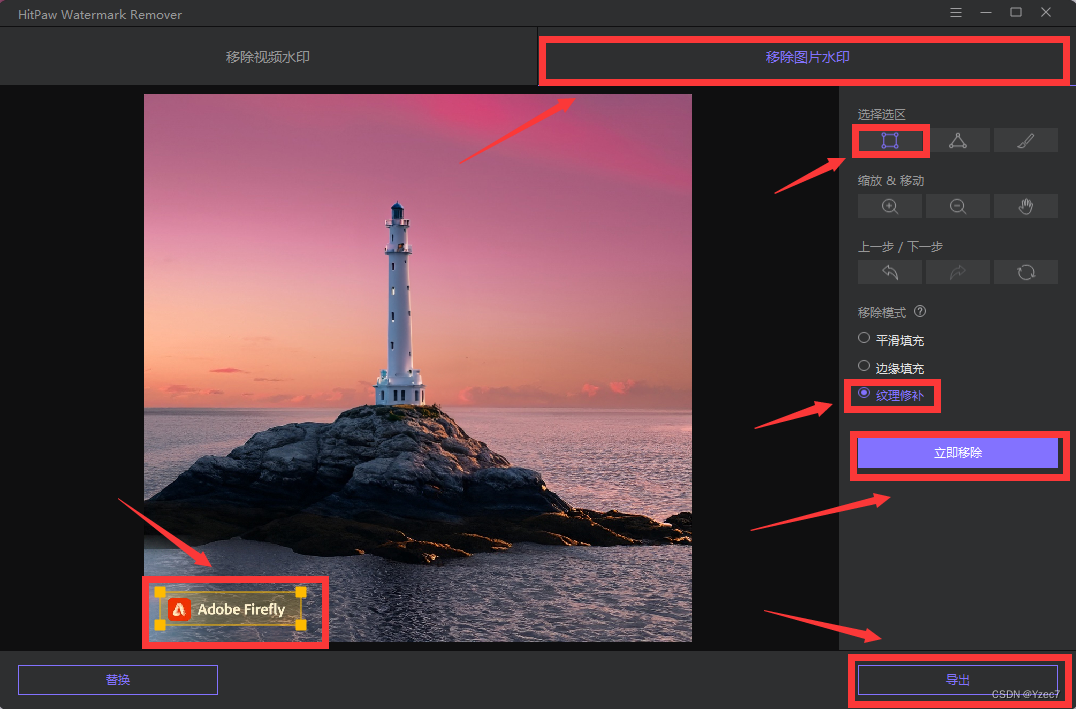 HitPaw Watermark Remover
移除视频水印
移除图片水印
选择选区
缩放 & 移动
上一步 / 下一步
移除模式 ?
平滑填充
边缘填充
纹理修补
立即移除
Adobe Firefly
替换
导出
CSDN @Yzec7